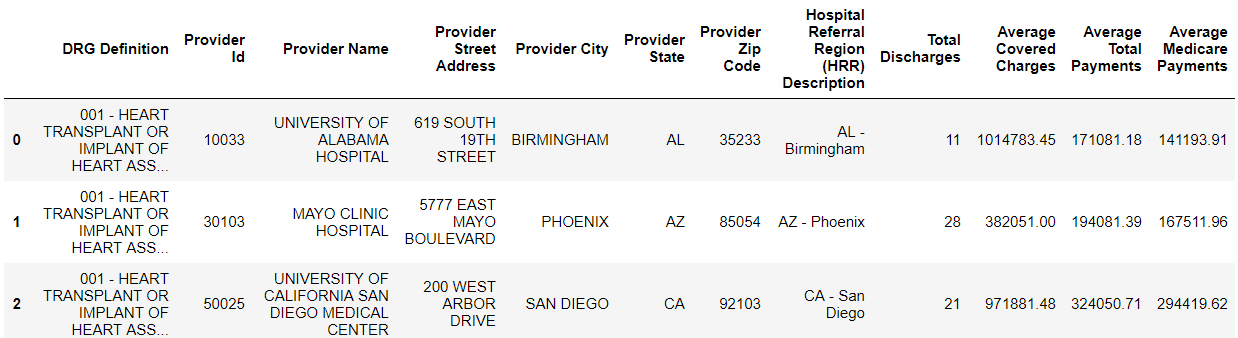 DRG Definition Provider Id Provider Name Provider Street Address Provider City Provider State Provider Zip Code Hospital Referral Region (HRR) Description Total Discharges Average Covered Charges Average Total Payments Average Medicare Payments
0 001 - HEART TRANSPLANT OR IMPLANT OF HEART ASS... 10033 UNIVERSITY OF ALABAMA HOSPITAL 619 SOUTH 19TH STREET BIRMINGHAM AL 35233 AL - Birmingham 11 1014783.45 171081.18 141193.91
1 001 - HEART TRANSPLANT OR IMPLANT OF HEART ASS... 30103 MAYO CLINIC HOSPITAL 5777 EAST MAYO BOULEVARD PHOENIX AZ 85054 AZ - Phoenix 28 382051.00 194081.39 167511.96
2 001 - HEART TRANSPLANT OR IMPLANT OF HEART ASS... 50025 UNIVERSITY OF CALIFORNIA SAN DIEGO MEDICAL CENTER 200 WEST ARBOR DRIVE SAN DIEGO CA 92103 CA - San Diego 21 971881.48 324050.71 294419.62